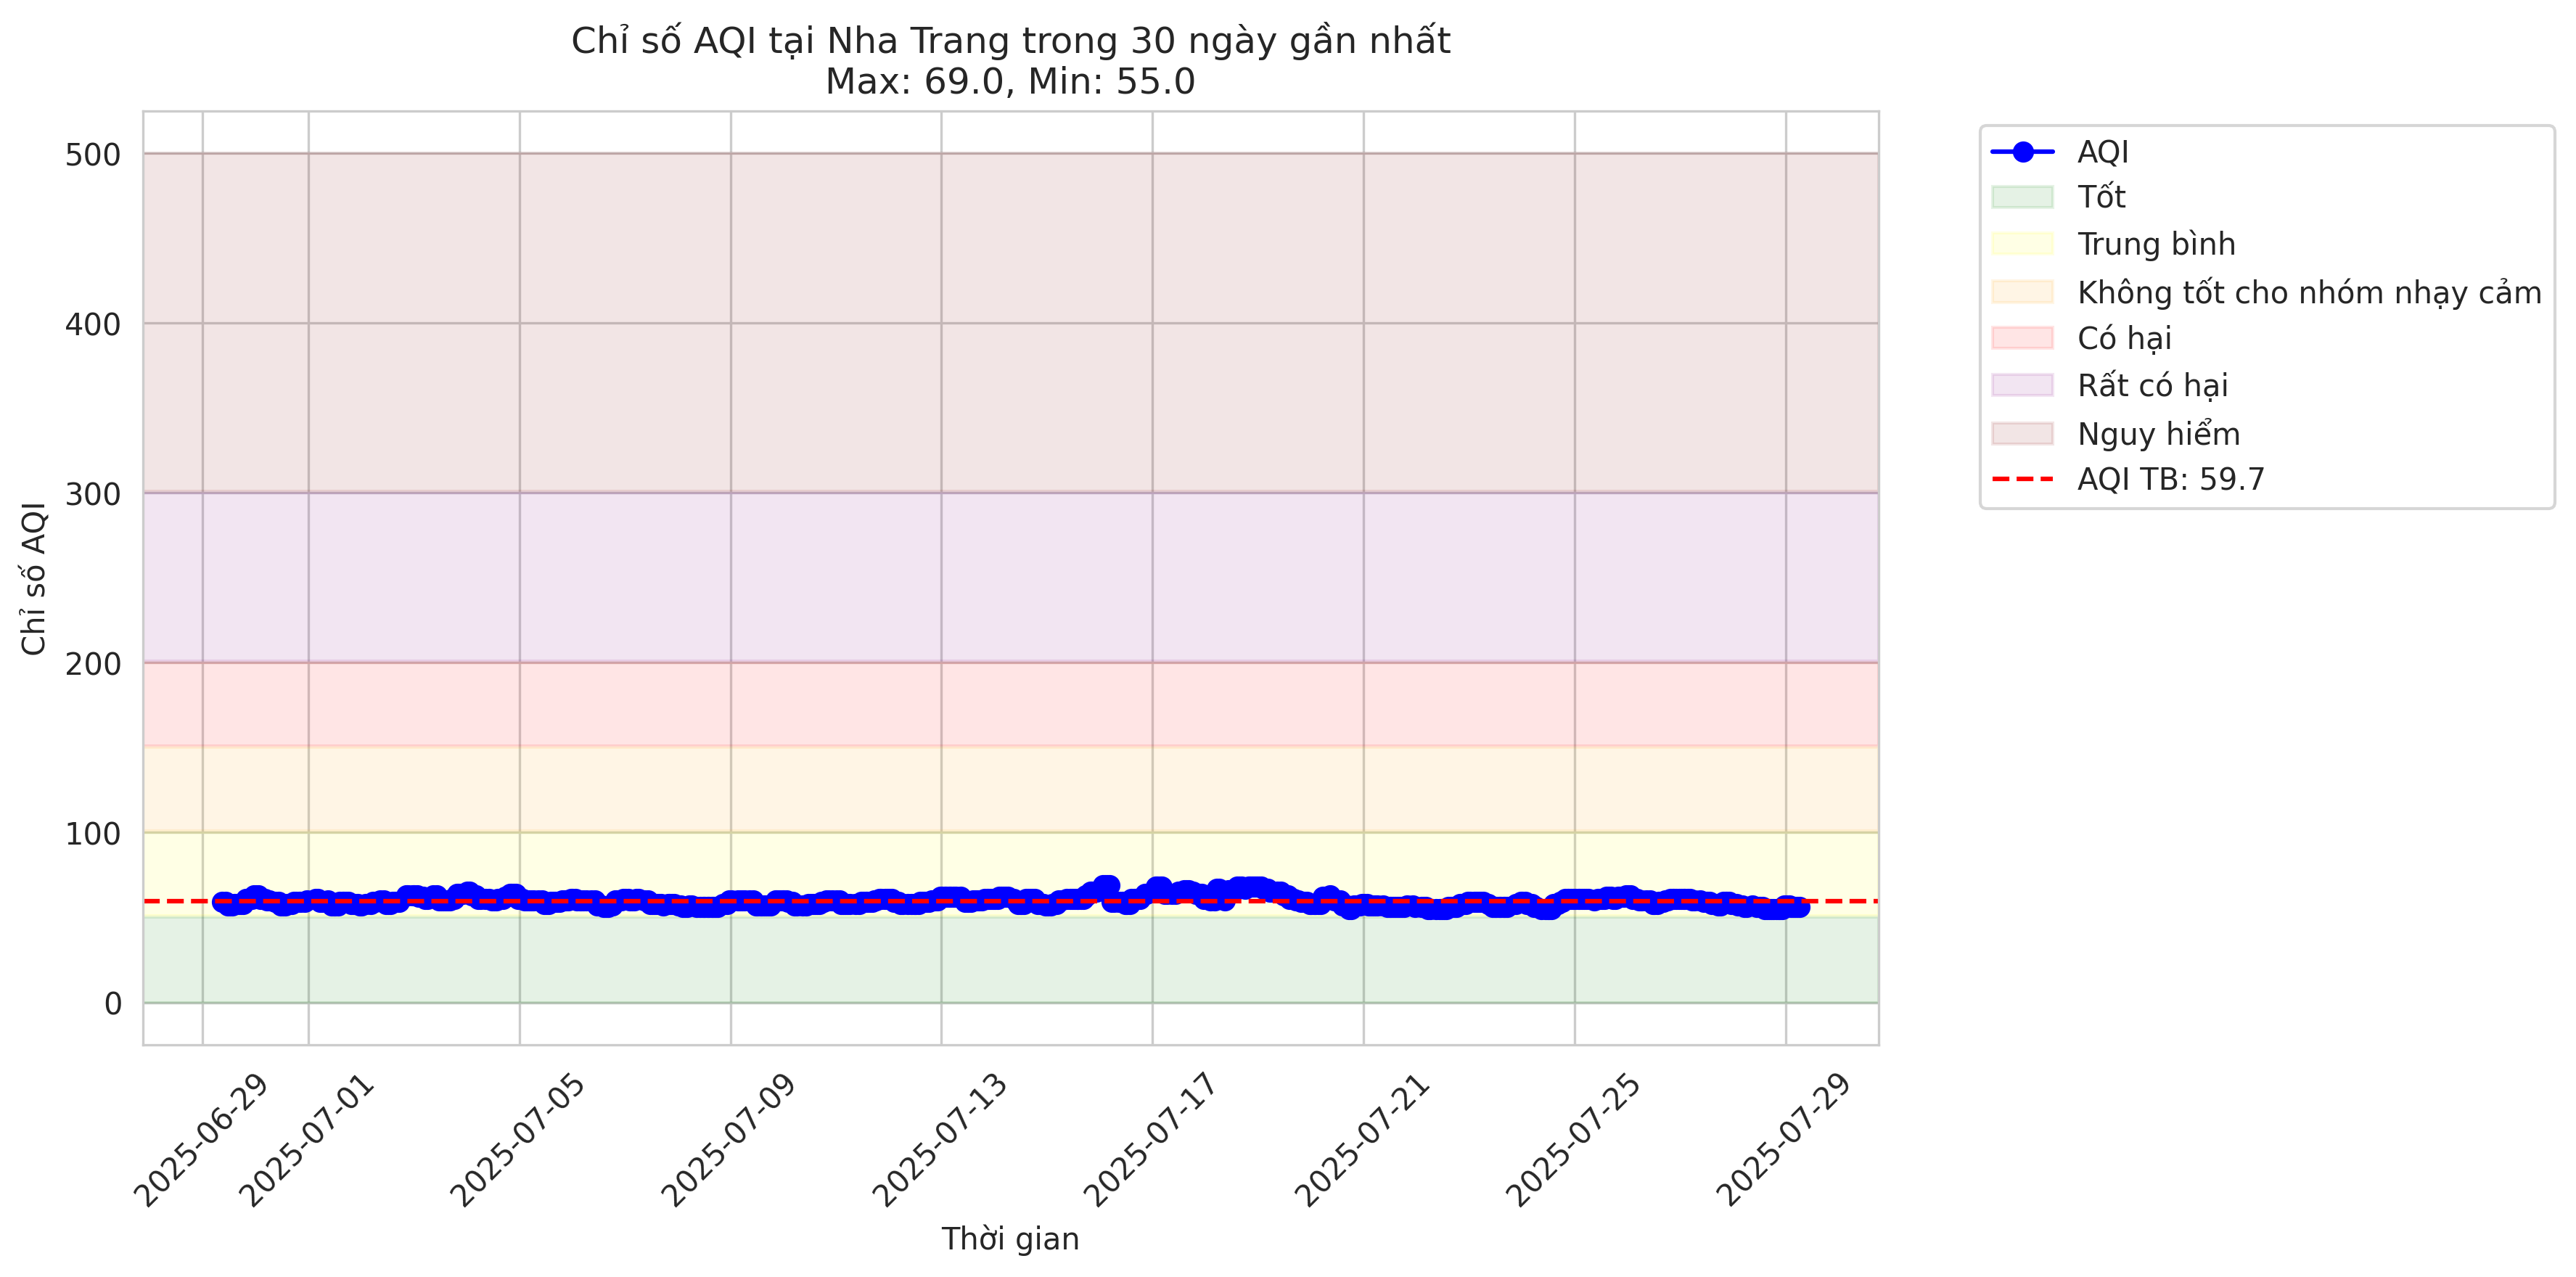 Chỉ số AQI tại Nha Trang trong 30 ngày gần nhất
Max: 69.0, Min: 55.0
Chỉ số AQI
500
400
300
200
100
0
2025-06-29
2025-07-01
2025-07-05
2025-07-09
2025-07-13
2025-07-17
2025-07-21
2025-07-25
2025-07-29
Thời gian
AQI
Tốt
Trung bình
Không tốt cho nhóm nhạy cảm
Có hại
Rất có hại
Nguy hiểm
AQI TB: 59.7